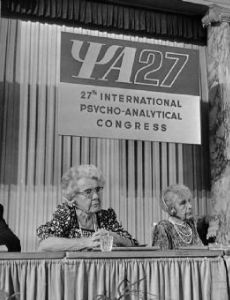 ΨA27
27TH INTERNATIONAL
PSYCHO-ANALYTICAL
CONGRESS